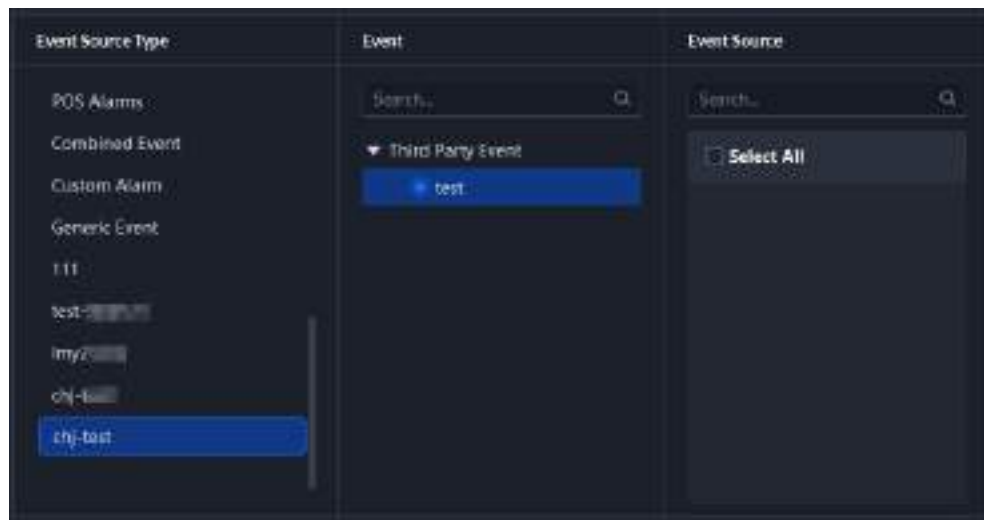 Event Source Type
Event
Event Source
POS Alarms
Combined Event
Custom Alarm
Generic Event
111
test-
lmy2
chj-
chj-test
Search...
Third Party Event
test
Search...
Select All